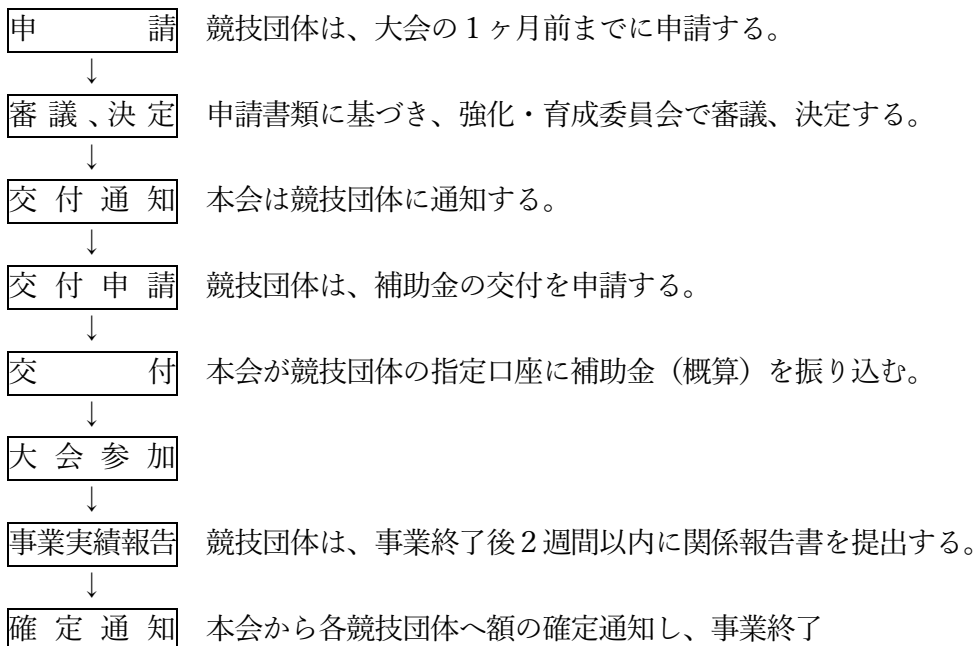 申請 競技団体は、大会の１ヶ月前までに申請する。
↓
審議、決定 申請書類に基づき、強化・育成委員会で審議、決定する。
↓
交付通知 本会は競技団体に通知する。
↓
交付申請 競技団体は、補助金の交付を申請する。
↓
交付 本会が競技団体の指定口座に補助金（概算）を振り込む。
↓
大会参加
↓
事業実績報告 競技団体は、事業終了後２週間以内に関係報告書を提出する。
↓
確定通知 本会から各競技団体へ額の確定通知し、事業終了